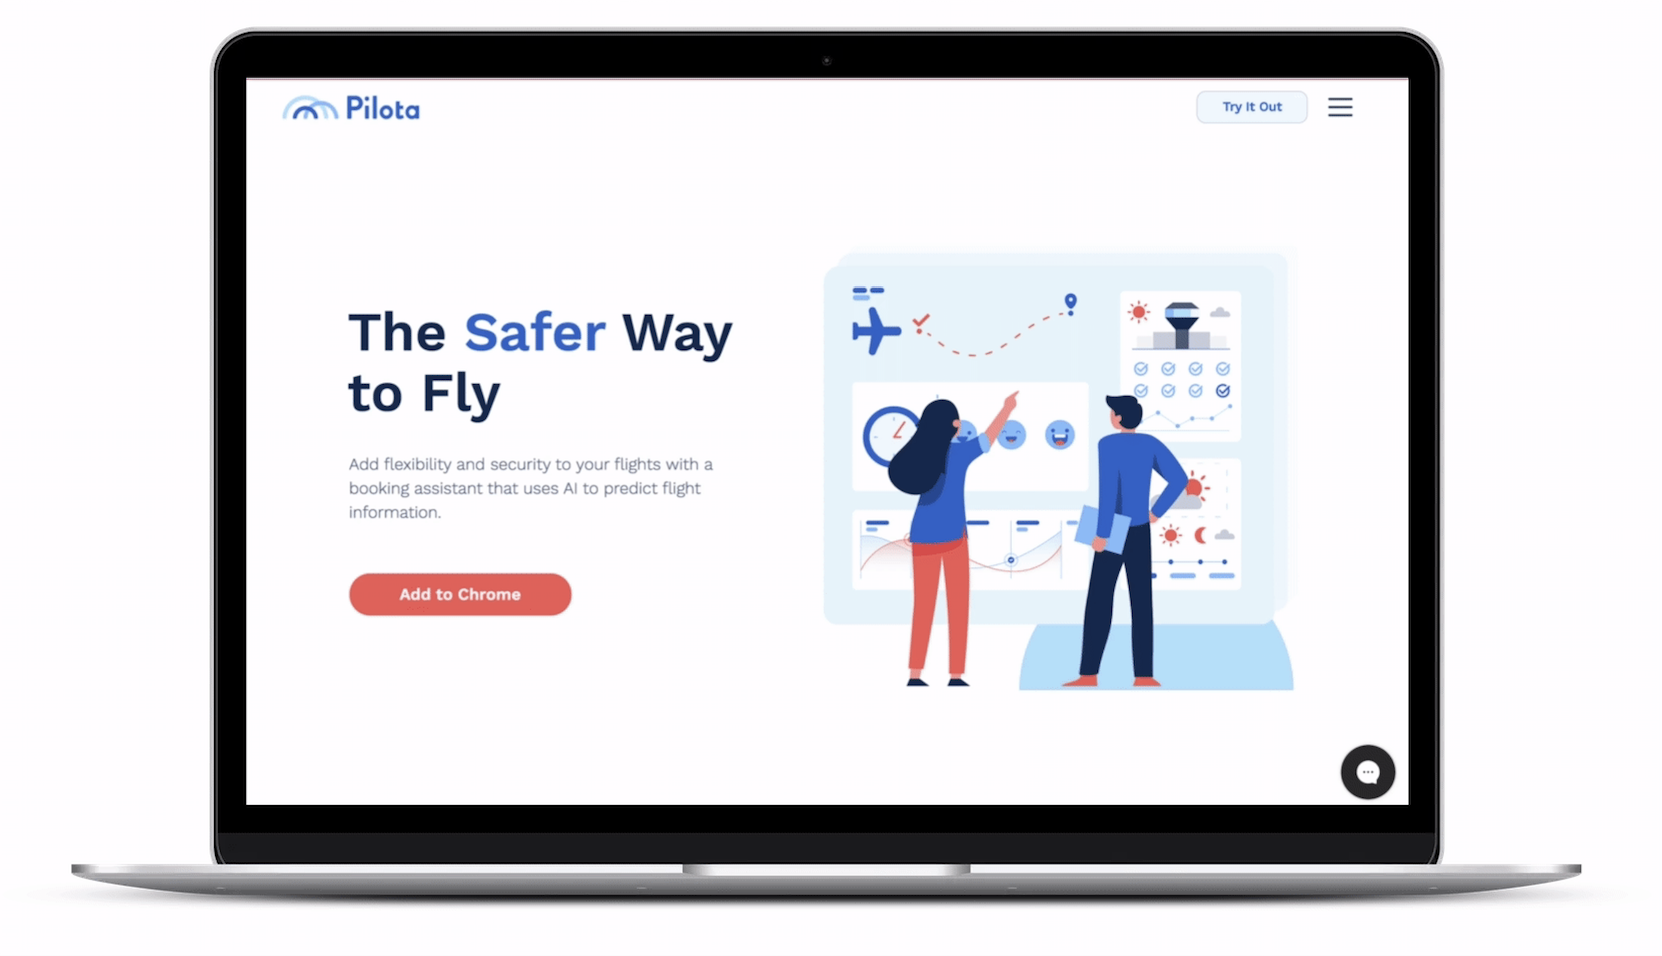 Pilota
Try It Out
The Safer Way
to Fly
Add flexibility and security to your flights with a
booking assistant that uses AI to predict flight
information.
Add to Chrome